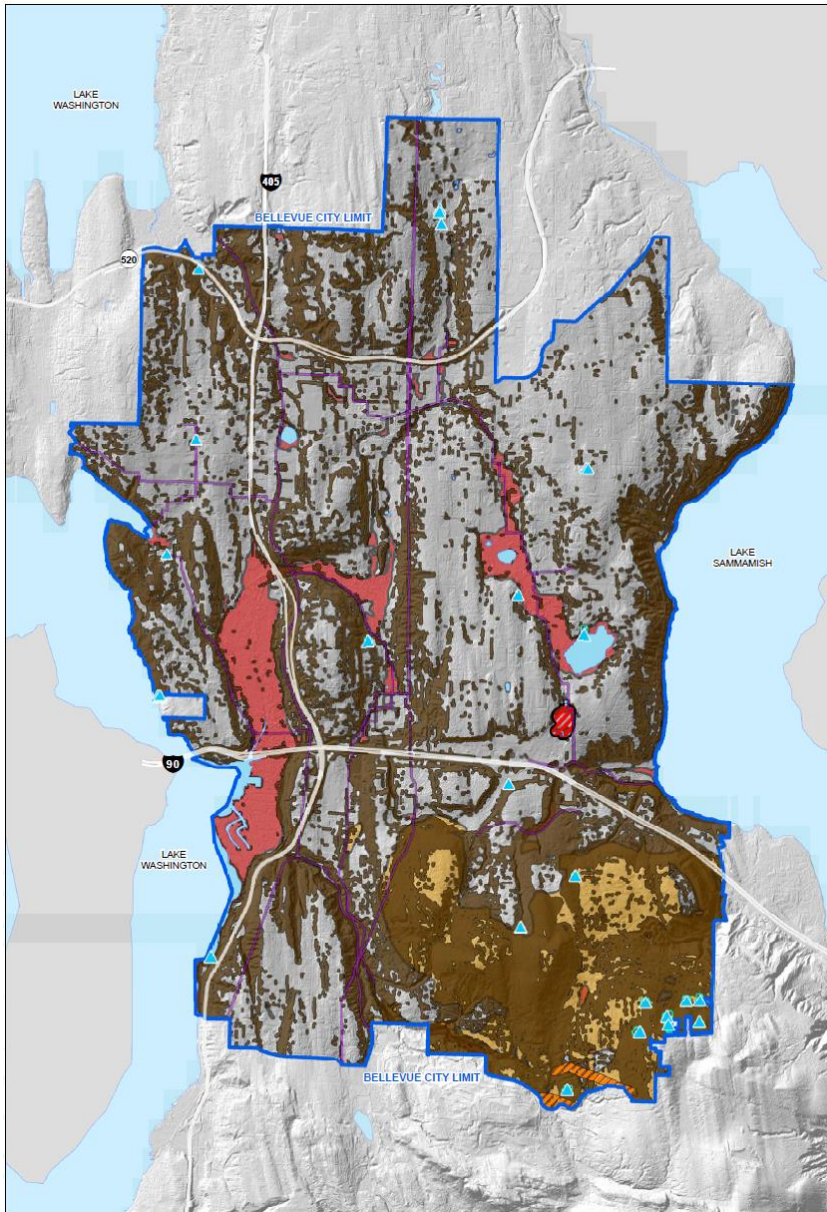 LAKE
WASHINGTON
405
BELLEVUE CITY LIMIT
520
LAKE
SAMMAMISH
90
LAKE
WASHINGTON
BELLEVUE CITY LIMIT